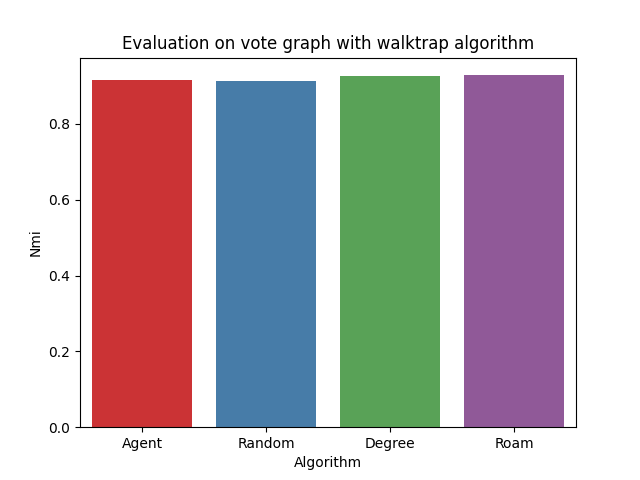 Evaluation on vote graph with walktrap algorithm
Nmi
0.8
0.6
0.4
0.2
0.0
Agent
Random
Degree
Roam
Algorithm